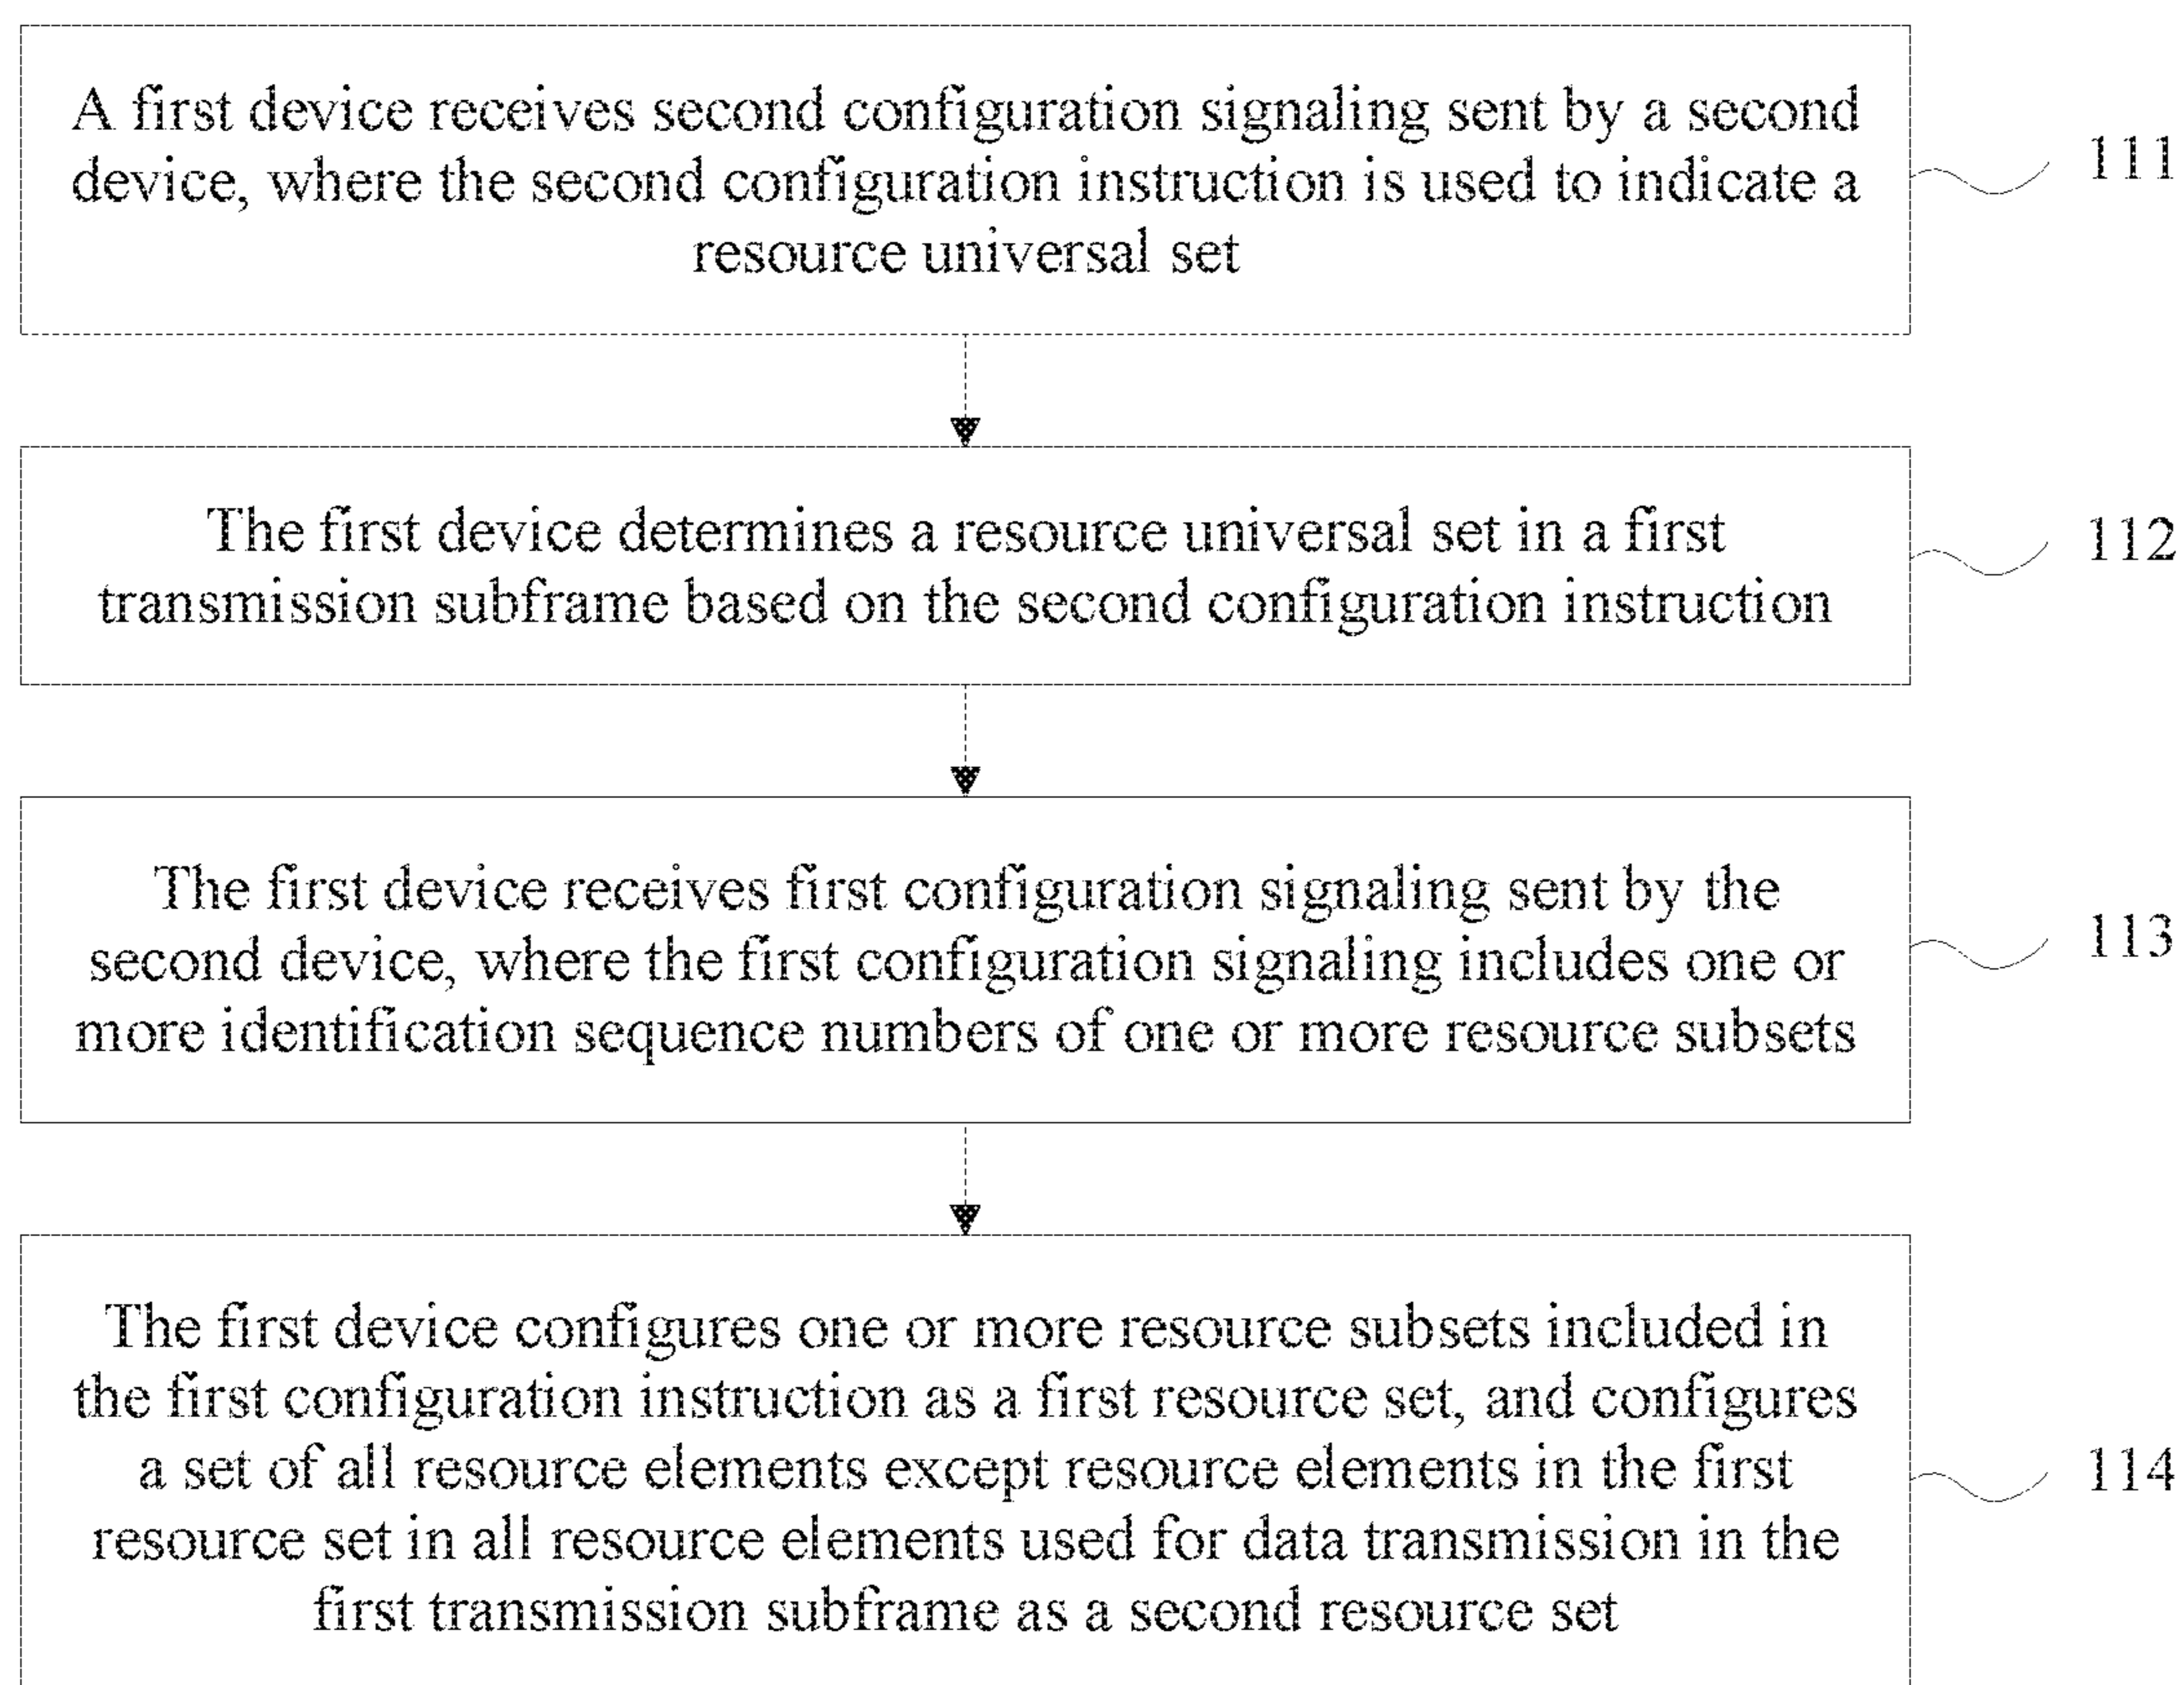 A first device receives second configuration signaling sent by a second
device, where the second configuration instruction is used to indicate a
resource universal set
111
The first device determines a resource universal set in a first
transmission subframe based on the second configuration instruction
112
The first device receives first configuration signaling sent by the
second device, where the first configuration signaling includes one or
more identification sequence numbers of one or more resource subsets
113
The first device configures one or more resource subsets included in
the first configuration instruction as a first resource set, and configures
a set of all resource elements except resource elements in the first
resource set in all resource elements used for data transmission in the
first transmission subframe as a second resource set
114